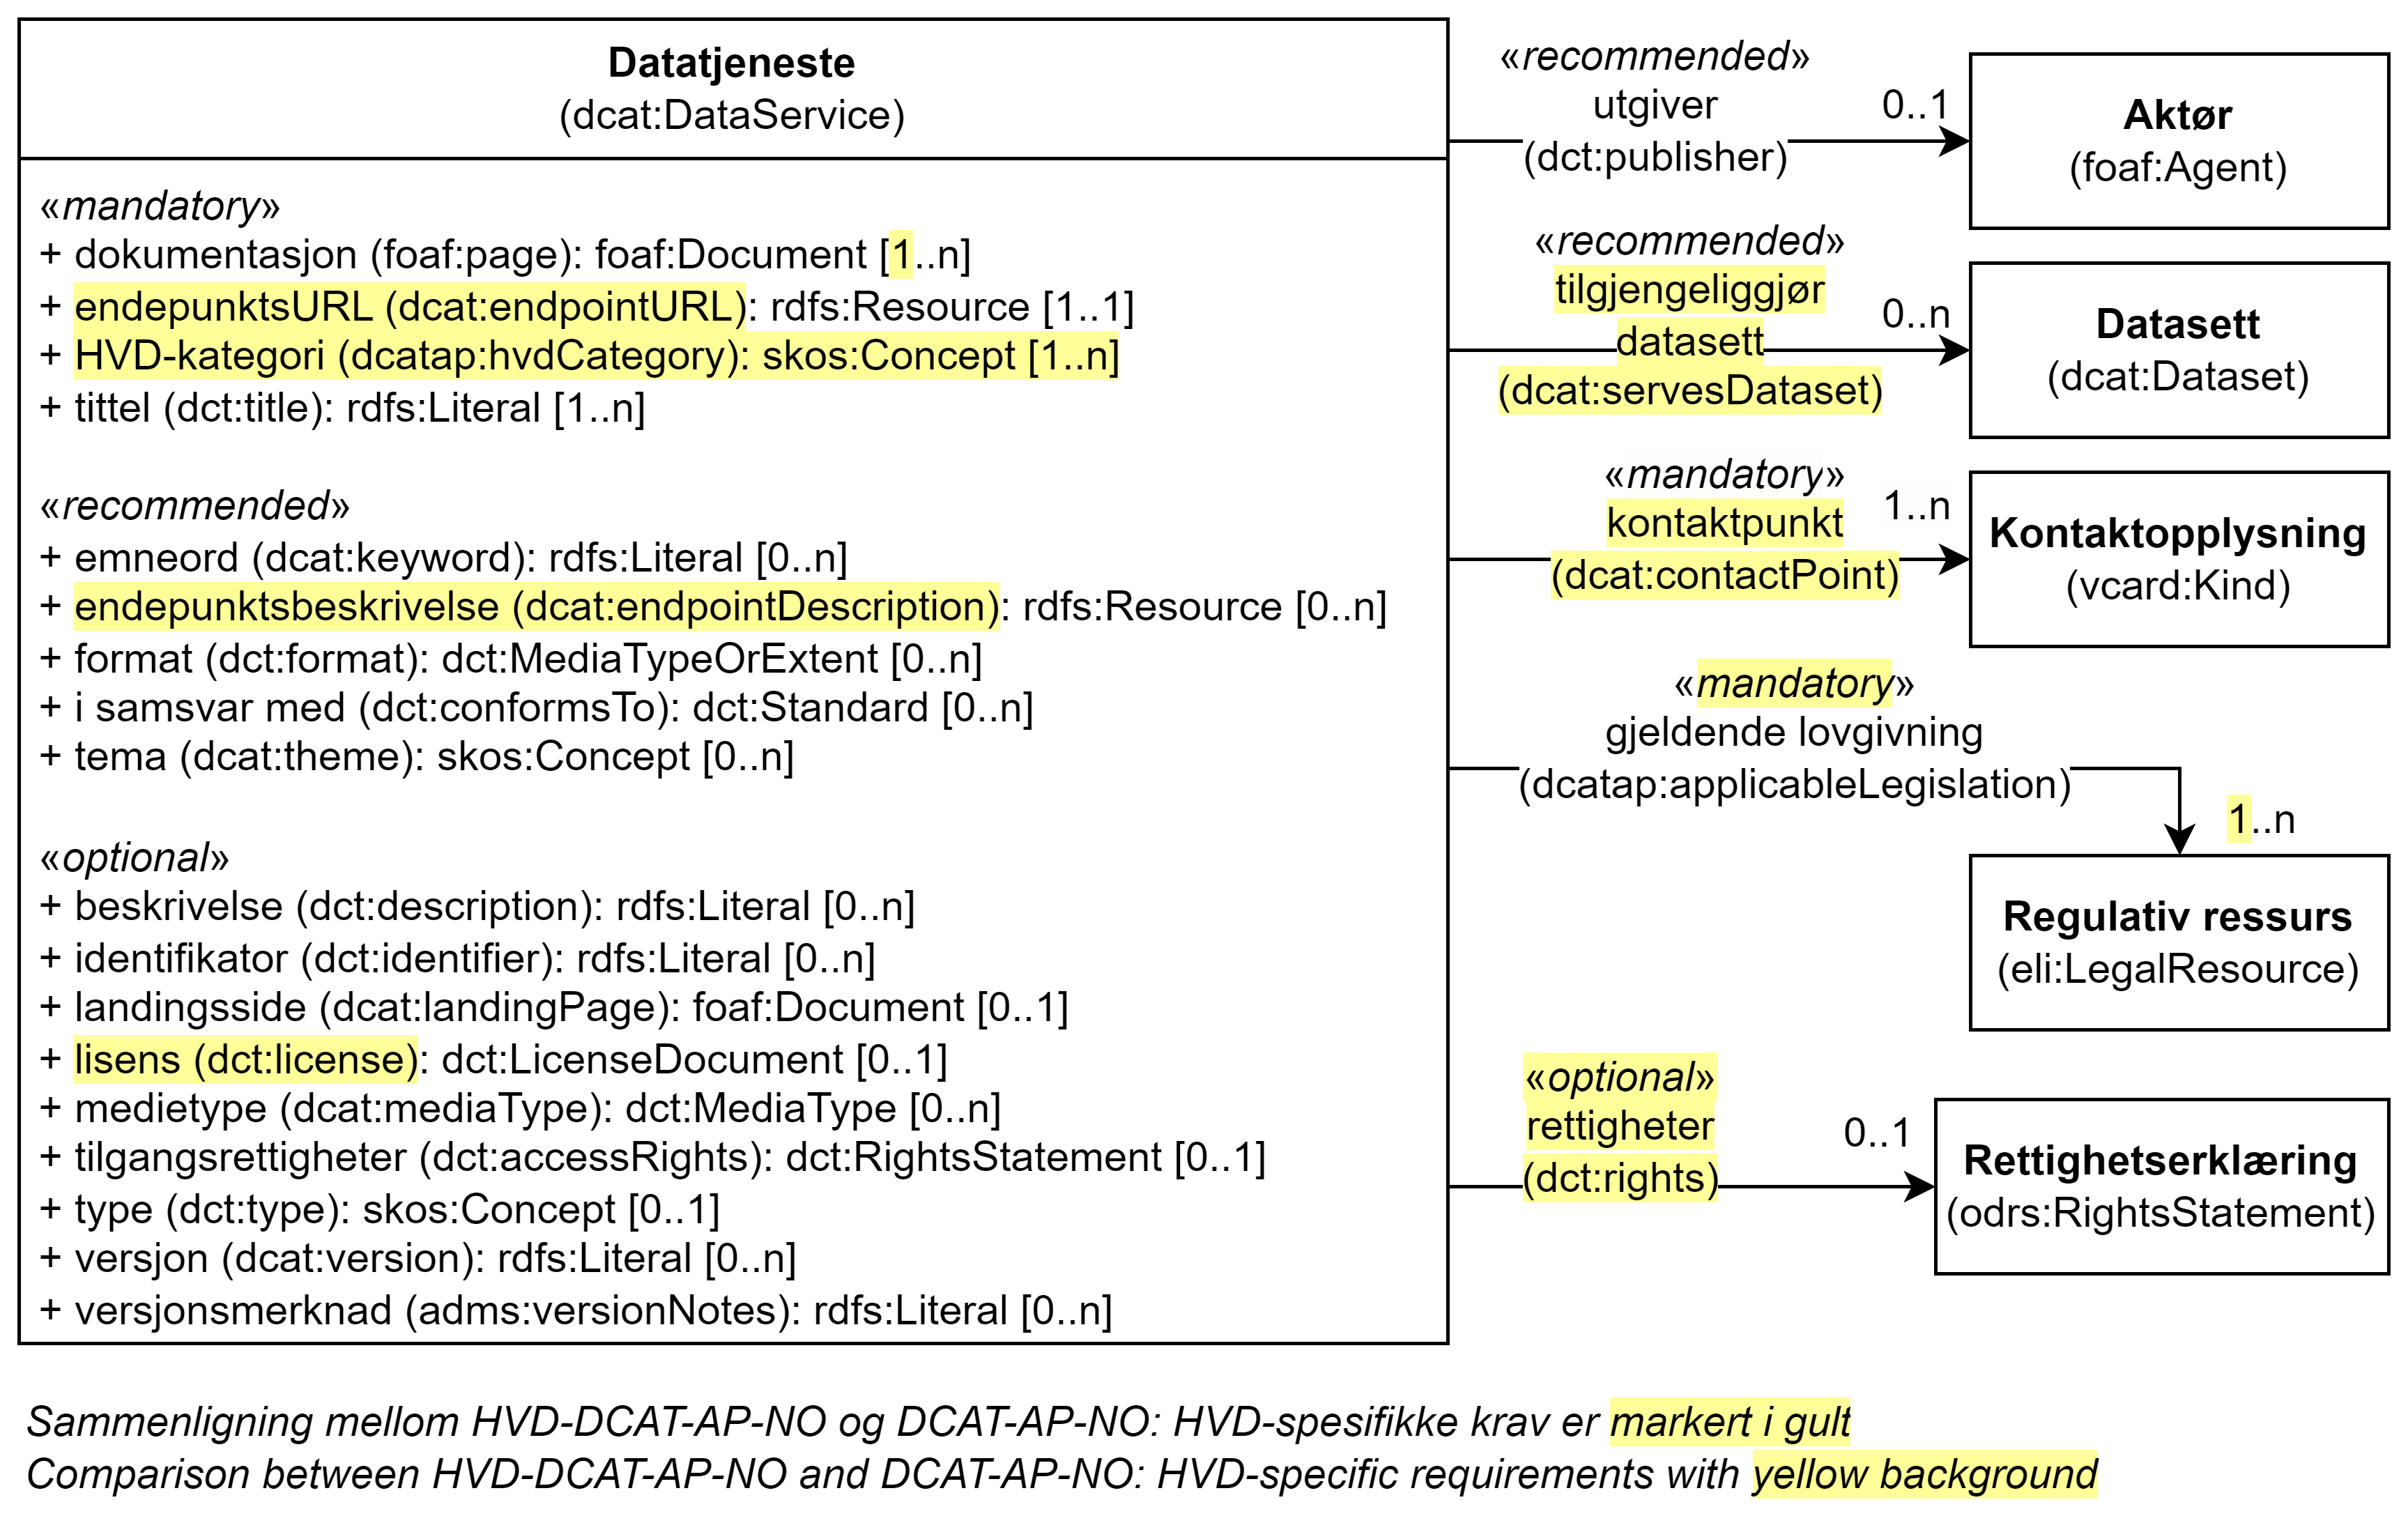 Datatjeneste
(dcat:DataService)
«mandatory»
+ dokumentasjon (foaf:page): foaf:Document [1..n]
+ endepunktsURL (dcat:endpointURL): rdfs:Resource [1..1]
+ HVD-kategori (dcatap:hvdCategory): skos:Concept [1..n]
+ tittel (dct:title): rdfs:Literal [1..n]
«recommended»
+ emneord (dcat:keyword): rdfs:Literal [0..n]
+ endepunktsbeskrivelse (dcat:endpointDescription): rdfs:Resource [0..n]
+ format (dct:format): dct:MediaTypeOrExtent [0..n]
+ i samsvar med (dct:conformsTo): dct:Standard [0..n]
+ tema (dcat:theme): skos:Concept [0..n]
«optional»
+ beskrivelse (dct:description): rdfs:Literal [0..n]
+ identifikator (dct:identifier): rdfs:Literal [0..n]
+ landingsside (dcat:landingPage): foaf:Document [0..1]
+ lisens (dct:license): dct:LicenseDocument [0..1]
+ medietype (dcat:mediaType): dct:MediaType [0..n]
+ tilgangsrettigheter (dct:accessRights): dct:RightsStatement [0..1]
+ type (dct:type): skos:Concept [0..1]
+ versjon (dcat:version): rdfs:Literal [0..n]
+ versjonsmerknad (adms:versionNotes): rdfs:Literal [0..n]
«recommended»
utgiver
(dct:publisher)
0..1
Aktør
(foaf:Agent)
«recommended»
tilgjengeliggjør
datasett
(dcat:servesDataset)
0..n
Datasett
(dcat:Dataset)
«mandatory»
kontaktpunkt
(dcat:contactPoint)
1..n
Kontaktopplysning
(vcard:Kind)
«mandatory»
gjeldende lovgivning
(dcatap:applicableLegislation)
1..n
Regulativ ressurs
(eli:LegalResource)
«optional»
rettigheter
(dct:rights)
0..1
Rettighetserklæring
(odrs:RightsStatement)
Sammenligning mellom HVD-DCAT-AP-NO og DCAT-AP-NO: HVD-spesifikke krav er markert i gult
Comparison between HVD-DCAT-AP-NO and DCAT-AP-NO: HVD-specific requirements with yellow background